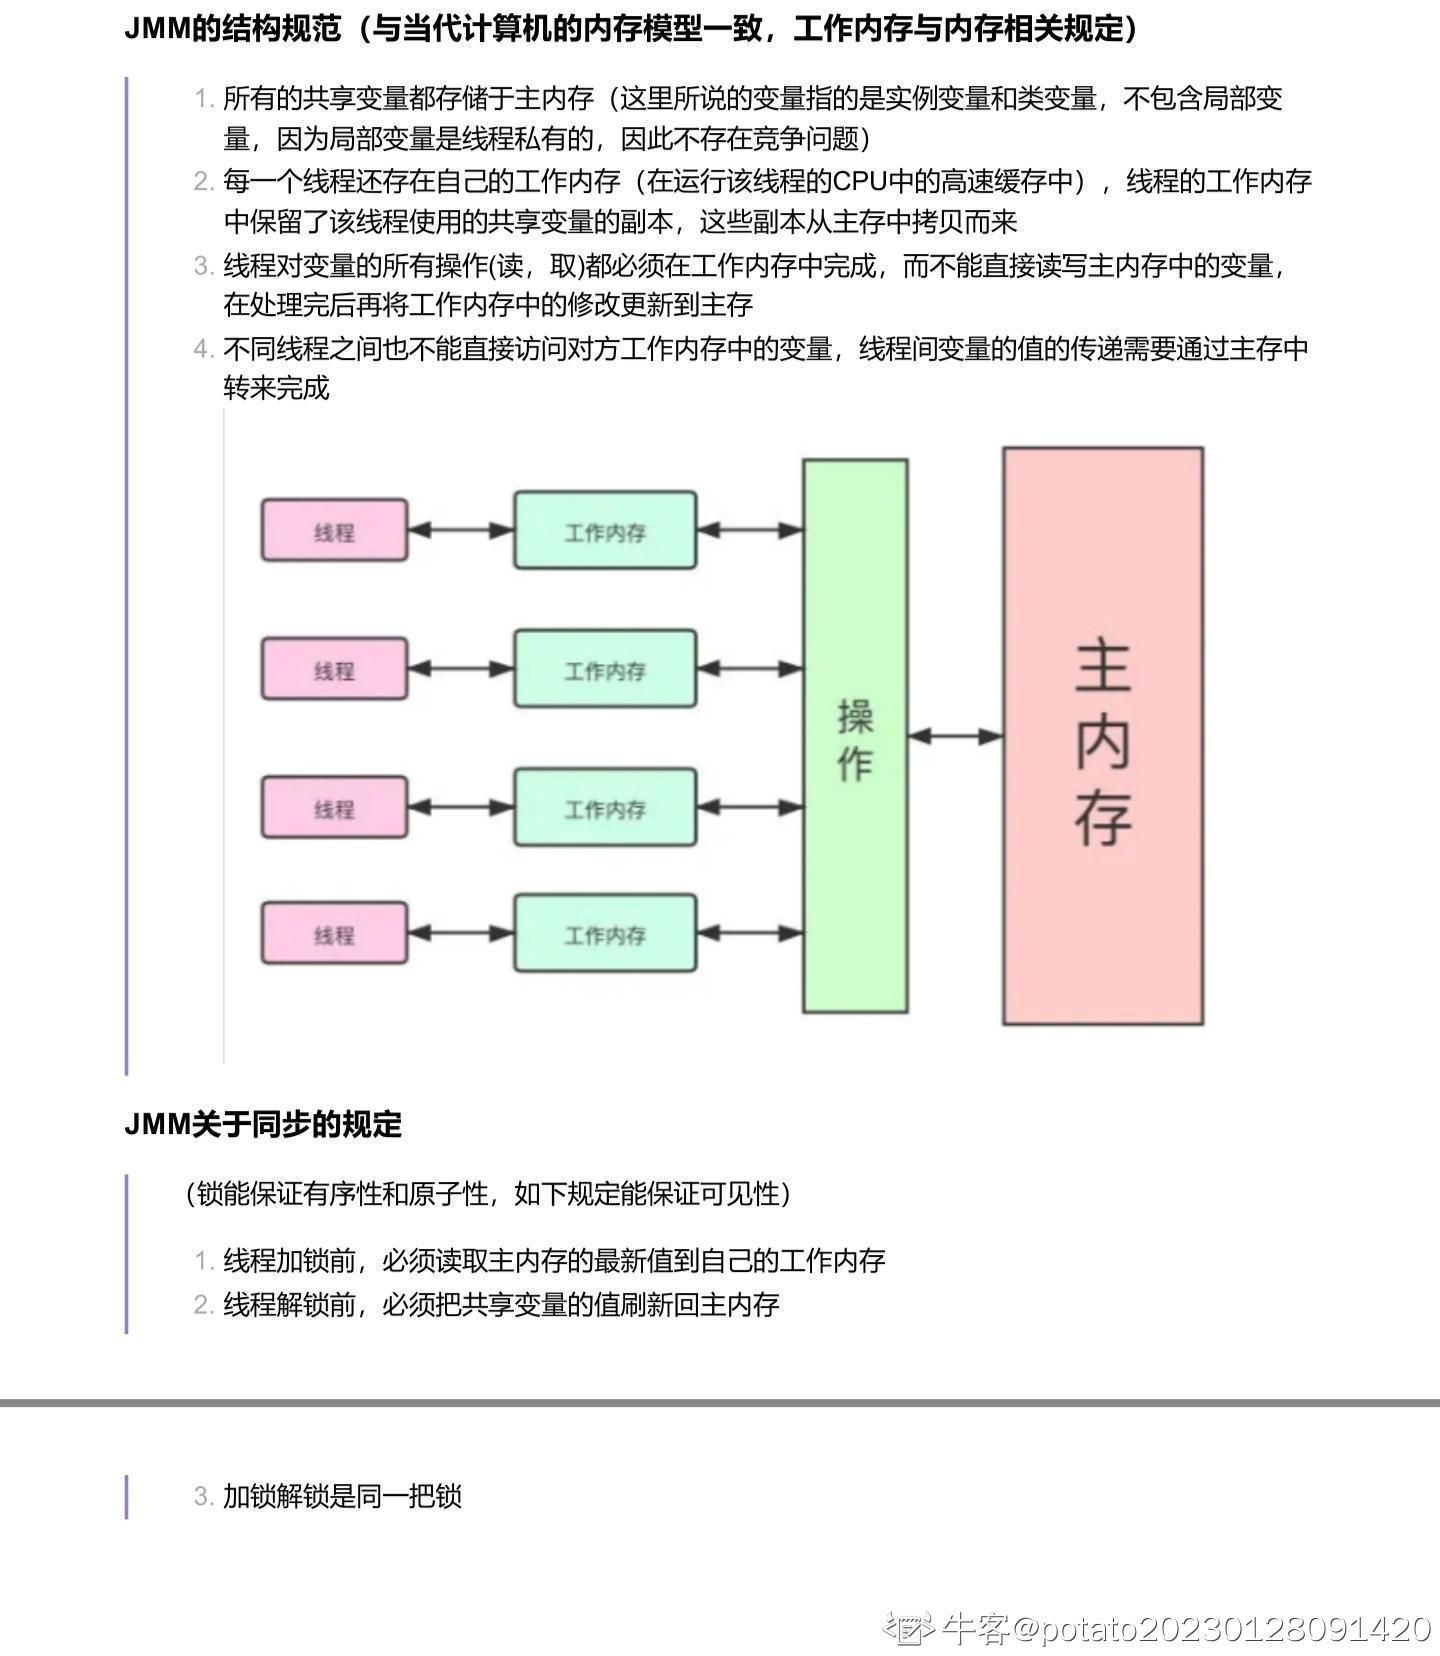 JMM的结构规范（与当代计算机的内存模型一致，工作内存与内存相关规定）
1. 所有的共享变量都存储于主内存（这里所说的变量指的是实例变量和类变量，不包含局部变
量，因为局部变量是线程私有的，因此不存在竞争问题）
2. 每一个线程还存在自己的工作内存（在运行该线程的CPU中的高速缓存中），线程的工作内存
中保留了该线程使用的共享变量的副本，这些副本从主存中拷贝而来
3. 线程对变量的所有操作(读，取)都必须在工作内存中完成，而不能直接读写主内存中的变量，
在处理完后再将工作内存中的修改更新到主存
4. 不同线程之间也不能直接访问对方工作内存中的变量，线程间变量的值的传递需要通过主存中
转来完成
线程 工作内存
线程 工作内存
线程 工作内存
线程 工作内存
操作
主内存
JMM关于同步的规定
（锁能保证有序性和原子性，如下规定能保证可见性）
1. 线程加锁前，必须读取主内存的最新值到自己的工作内存
2. 线程解锁前，必须把共享变量的值刷新回主内存
3. 加锁解锁是同一把锁
牛客@potato20230128091420